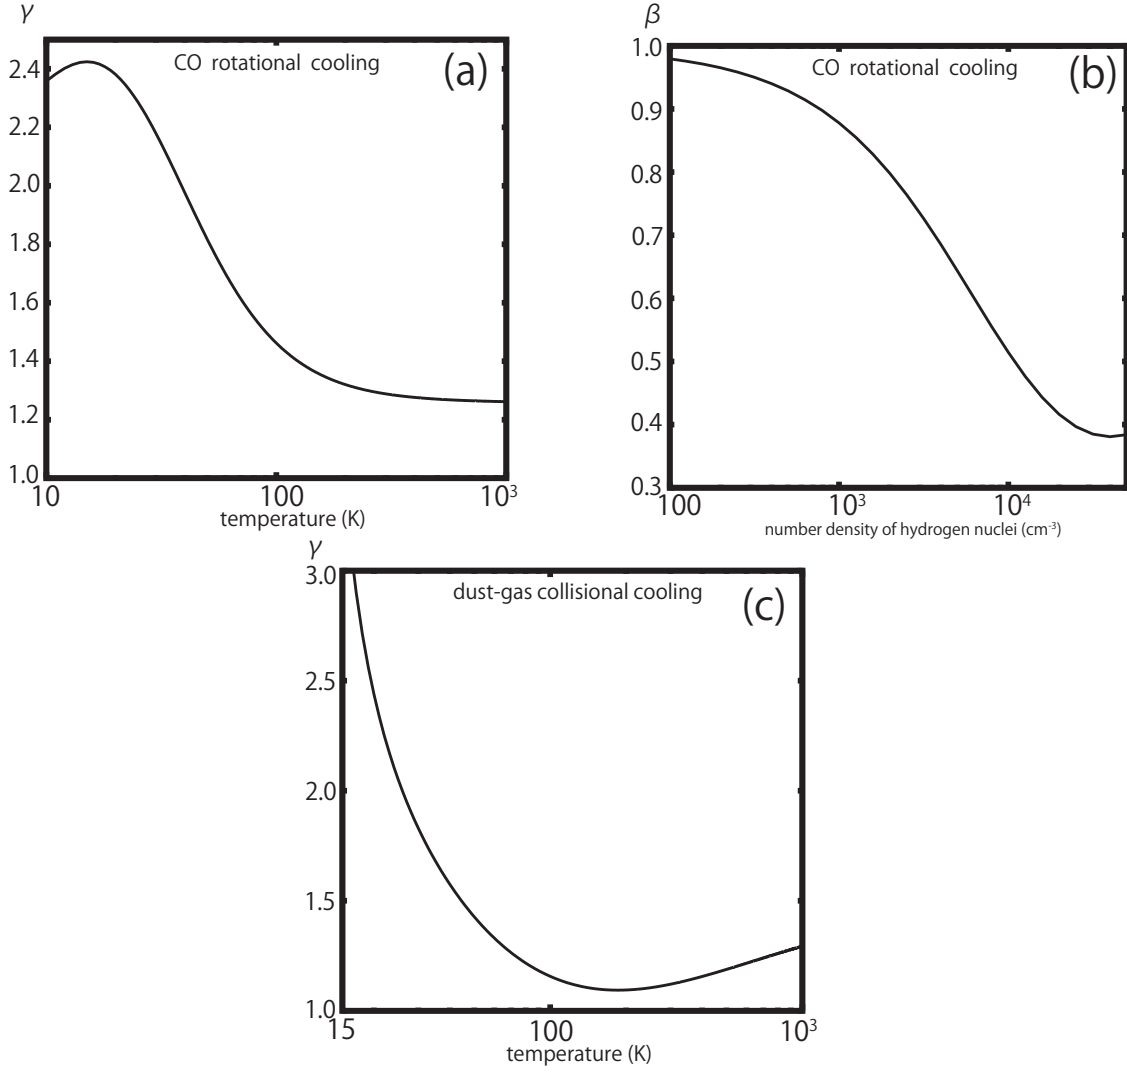 γ
CO rotational cooling
(a)
2.4
2.2
2.0
1.8
1.6
1.4
1.2
1.0
10
100
10³
temperature (K)
β
CO rotational cooling
(b)
1.0
0.9
0.8
0.7
0.6
0.5
0.4
0.3
100
10³
10⁴
number density of hydrogen nuclei (cm⁻³)
γ
dust-gas collisional cooling
(c)
3.0
2.5
2.0
1.5
1.0
15
100
10³
temperature (K)